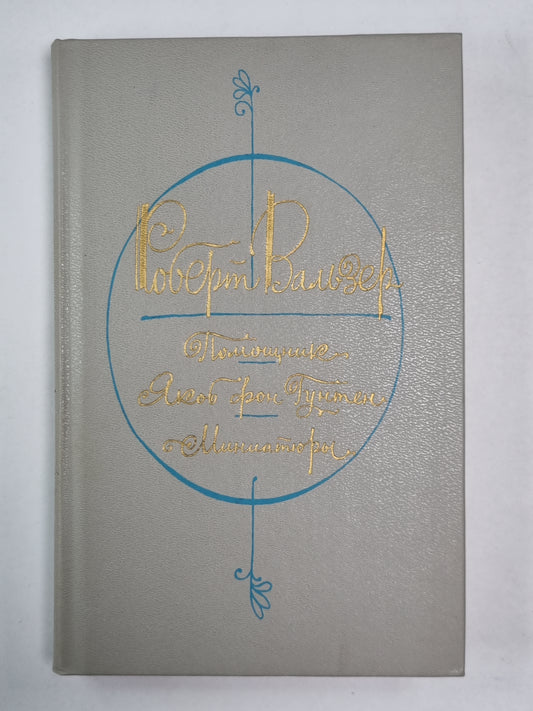 Роберт Вальзер
Помощник
Якоб фон Гунтен
Миниатюры